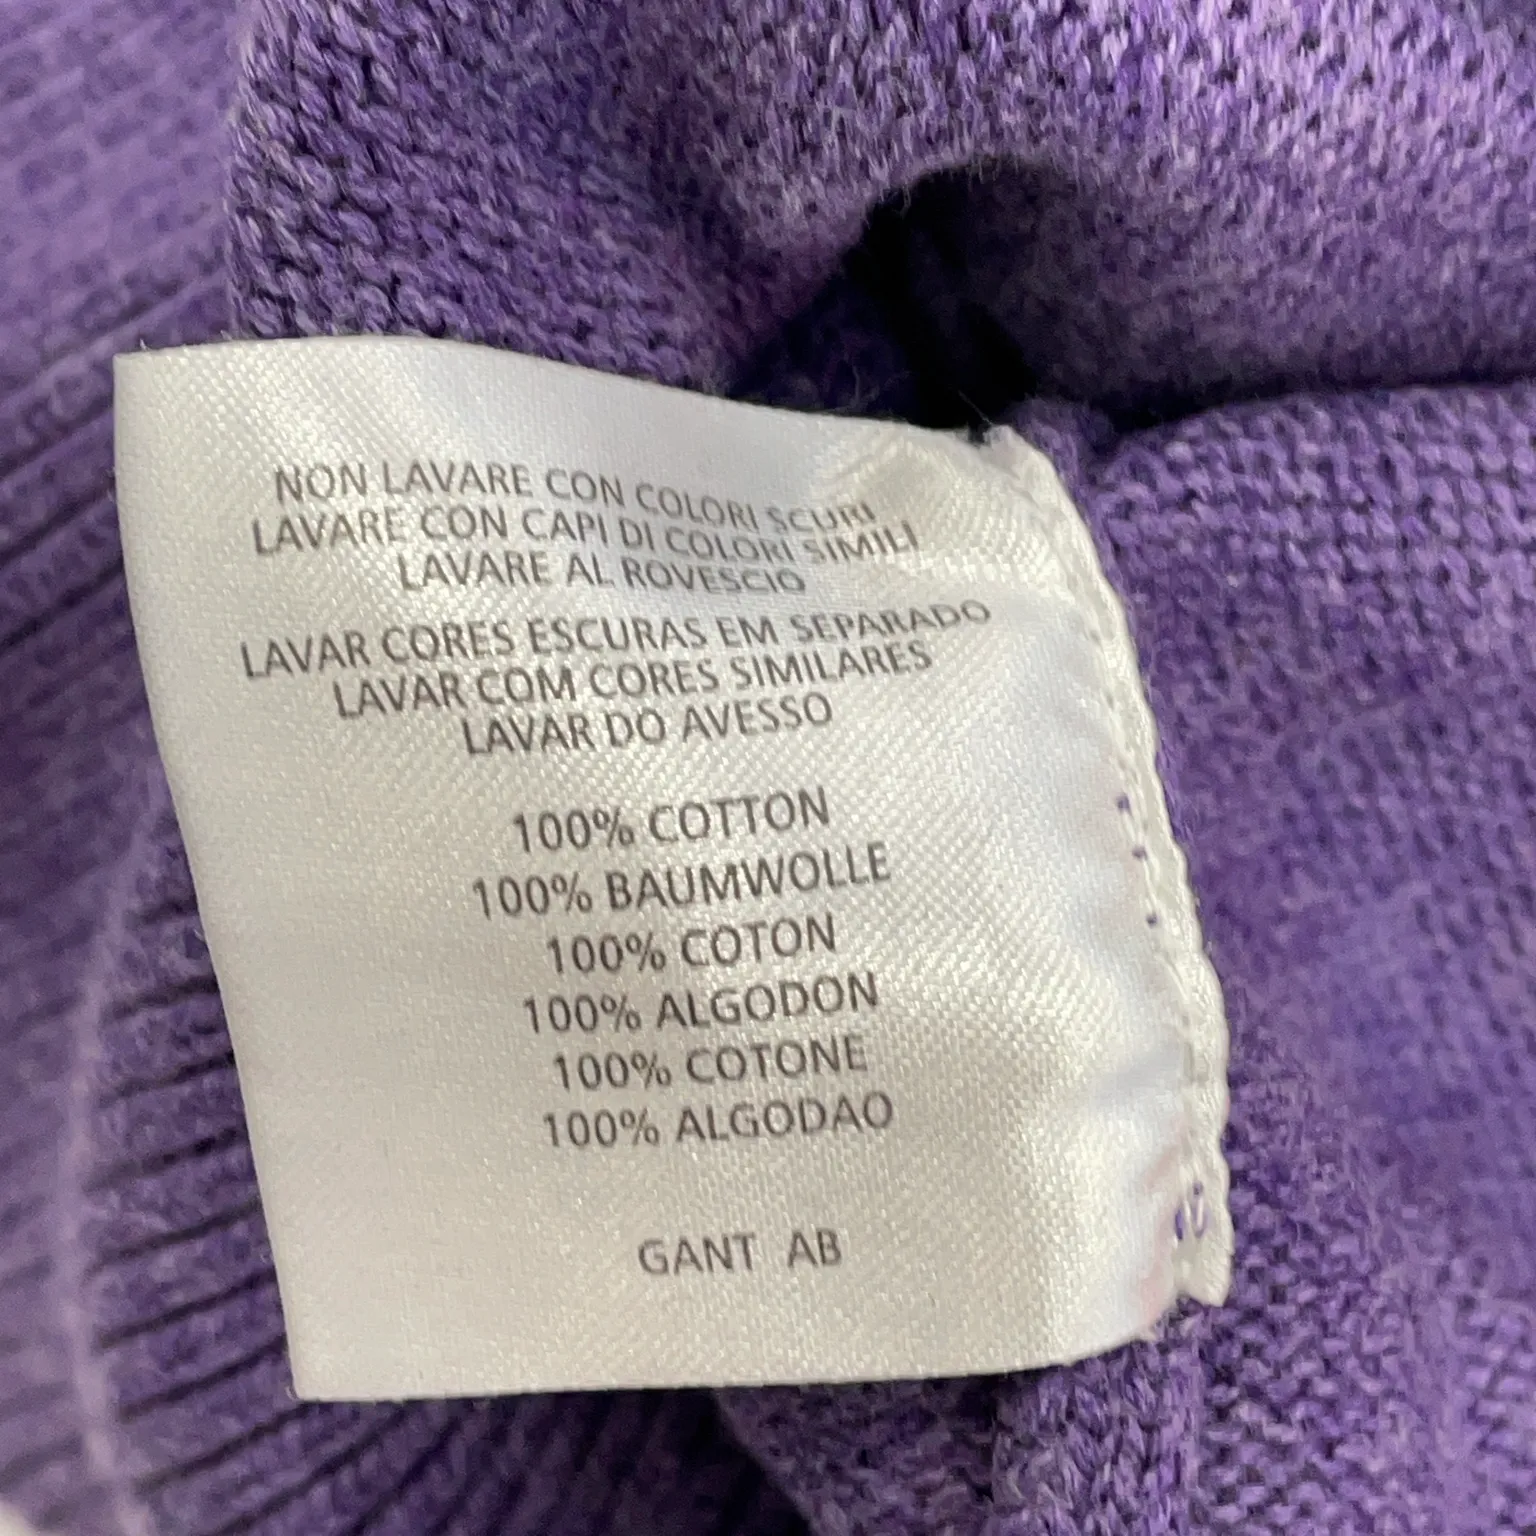 NON LAVARE CON COLORI SCURI
LAVARE CON CAPI DI COLORI SIMILI
LAVARE AL ROVESCIO
LAVAR CORES ESCURAS EM SEPARADO
LAVAR COM CORES SIMILARES
LAVAR DO AVESSO
100% COTTON
100% BAUMWOLLE
100% COTON
100% ALGODON
100% COTONE
100% ALGODAO
GANT AB